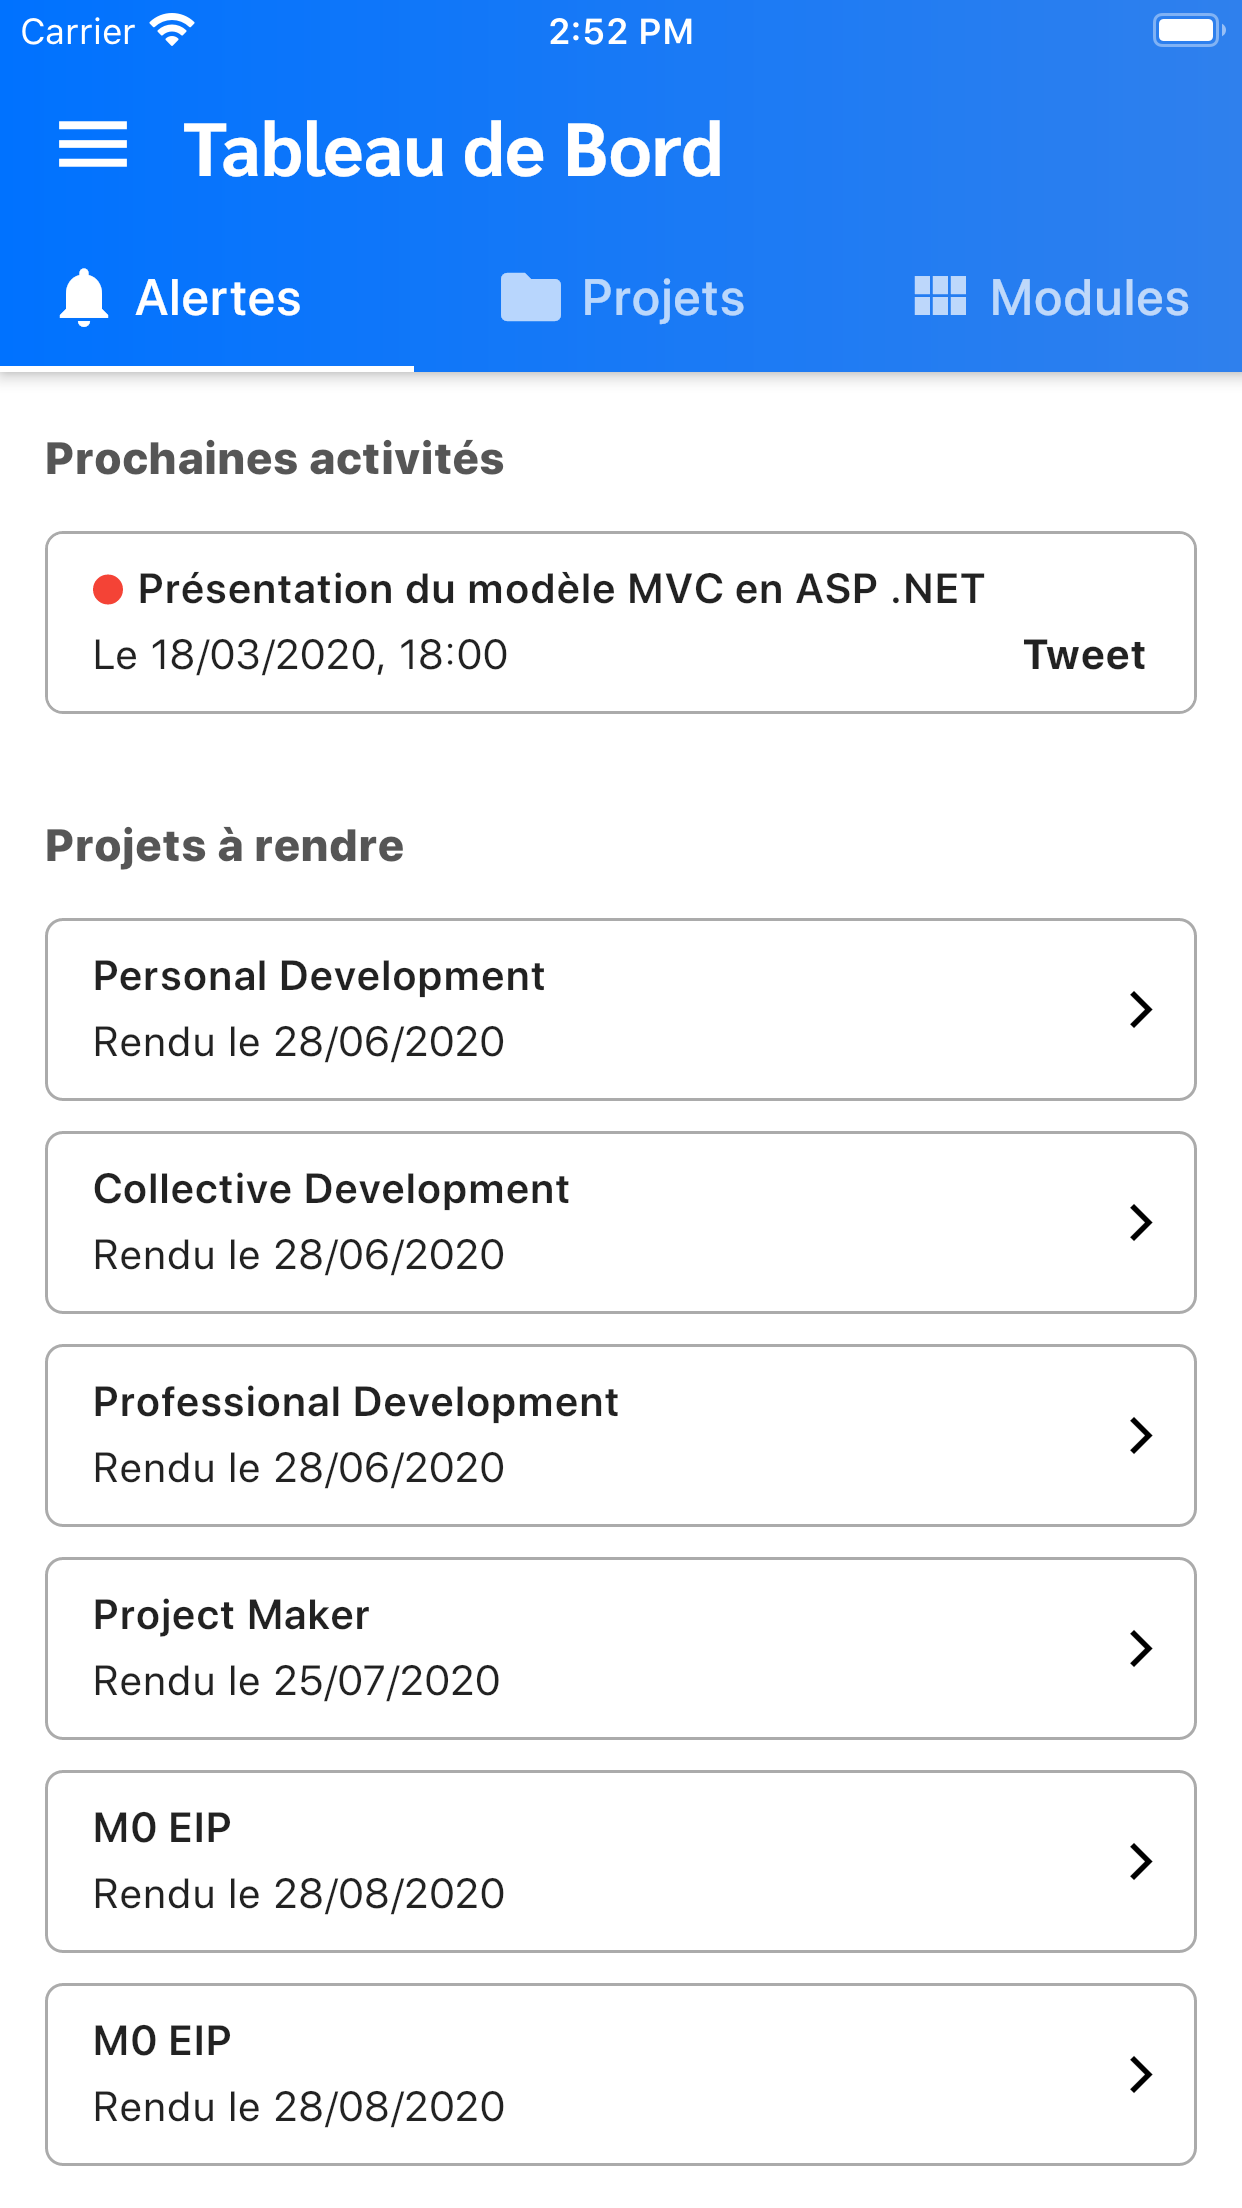 Carrier 2:52 PM
Tableau de Bord
Alertes Projets Modules
Prochaines activités
Présentation du modèle MVC en ASP .NET
Le 18/03/2020, 18:00 Tweet
Projets à rendre
Personal Development
Rendu le 28/06/2020
Collective Development
Rendu le 28/06/2020
Professional Development
Rendu le 28/06/2020
Project Maker
Rendu le 25/07/2020
M0 EIP
Rendu le 28/08/2020
M0 EIP
Rendu le 28/08/2020